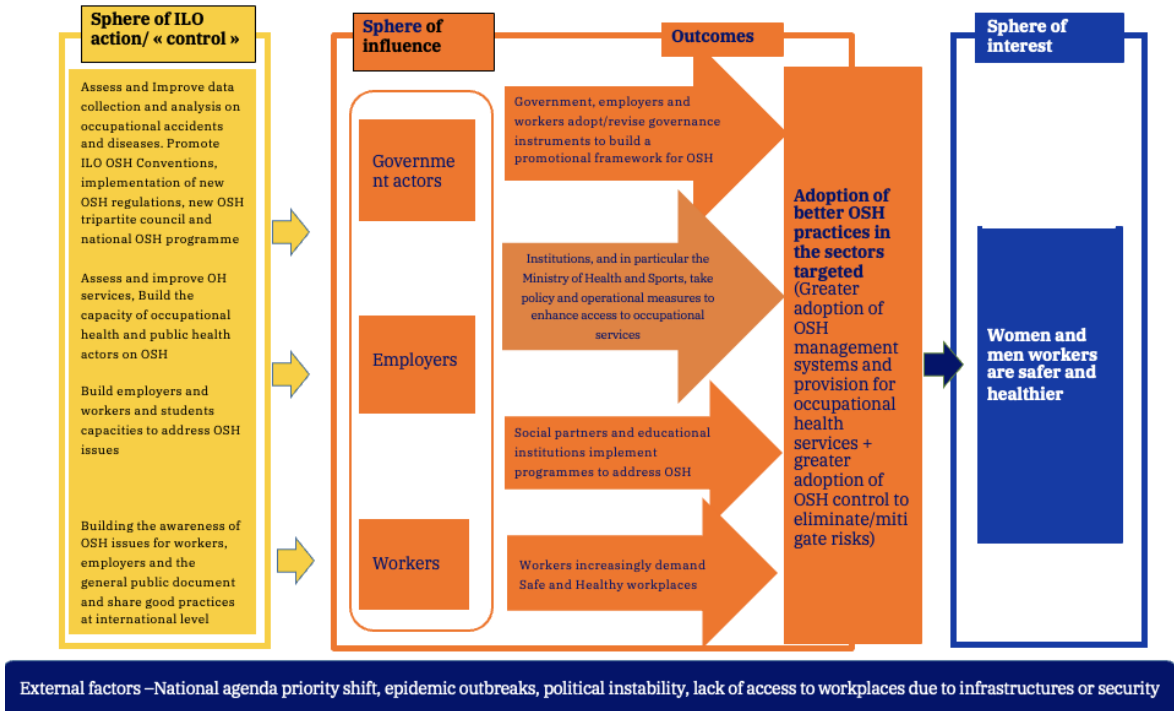 Sphere of ILO
action/ « control »
Assess and Improve data
collection and analysis on
occupational accidents
and diseases. Promote
ILO OSH Conventions,
implementation of new
OSH regulations, new OSH
tripartite council and
national OSH programme
Assess and improve OH
services, Build the
capacity of occupational
health and public health
actors on OSH
Build employers and
workers and students
capacities to address OSH
issues
Building the awareness of
OSH issues for workers,
employers and the
general public document
and share good practices
at international level
Sphere of
influence
Governme
nt actors
Employers
Workers
Outcomes
Government, employers and
workers adopt/revise governance
instruments to build a
promotional framework for OSH
Institutions, and in particular the
Ministry of Health and Sports, take
policy and operational measures to
enhance access to occupational
services
Social partners and educational
institutions implement
programmes to address OSH
Workers increasingly demand
Safe and Healthy workplaces
Adoption of
better OSH
practices in
the sectors
targeted
(Greater
adoption of
OSH
management
systems and
provision for
occupational
health
services +
greater
adoption of
OSH control to
eliminate/miti
gate risks)
Sphere of
interest
Women and
men workers
are safer and
healthier
External factors –National agenda priority shift, epidemic outbreaks, political instability, lack of access to workplaces due to infrastructures or security